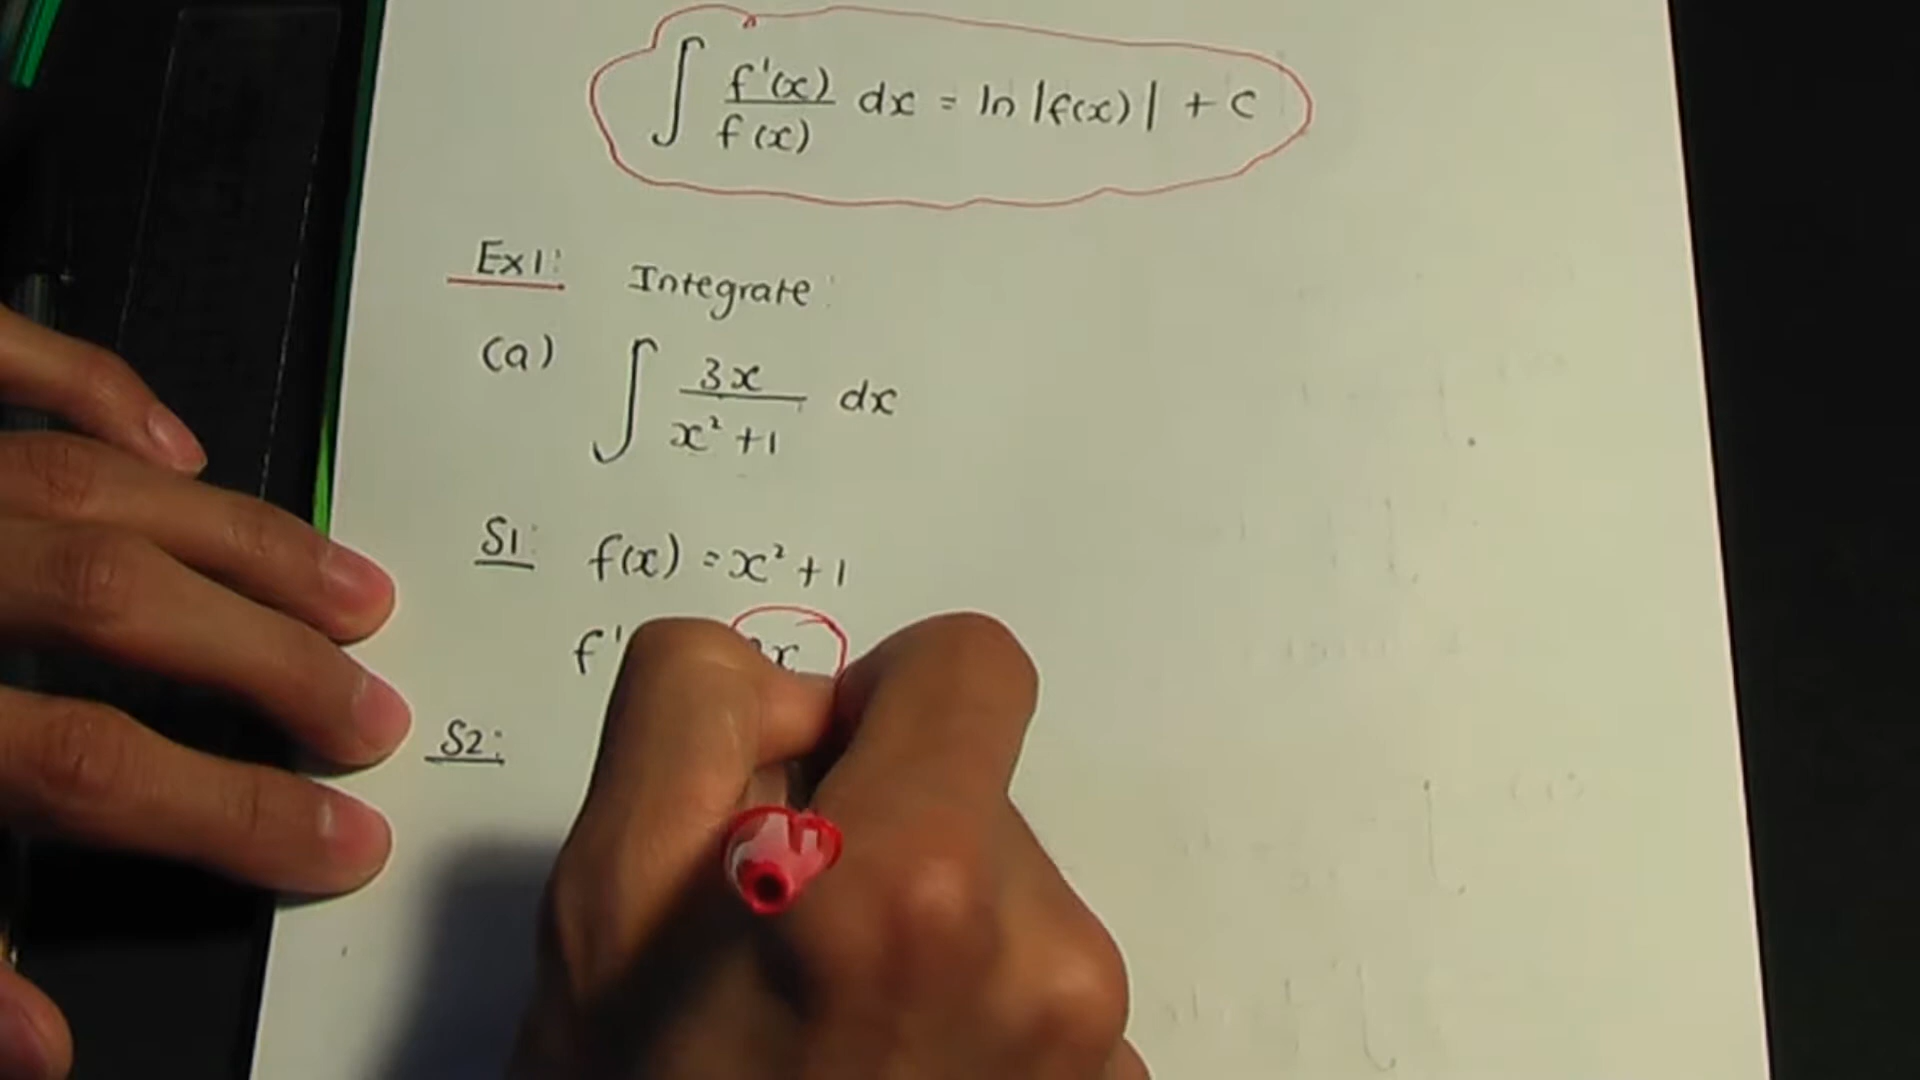 ∫ f'(x)/f(x) dx = ln |f(x)| + c
Ex1: Integrate:
(a) ∫ 3x/(x² + 1) dx
S1: f(x) = x² + 1
f' x
S2: